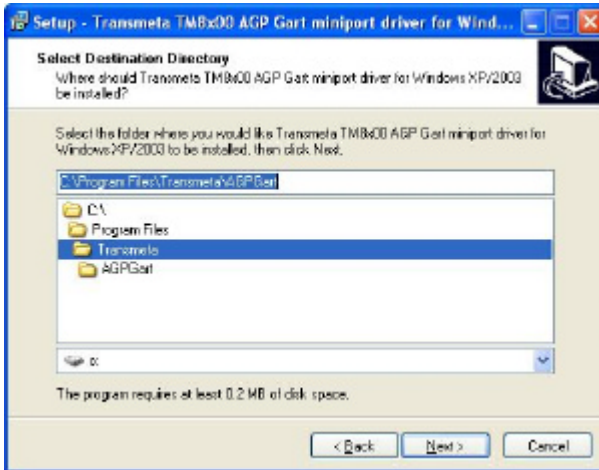 Setup - Transmeta TM8x00 AGP Gart miniport driver for Wind...
Select Destination Directory
Where should Transmeta TM8x00 AGP Gart miniport driver for Windows XP/2003
be installed?
Select the folder where you would like Transmeta TM8x00 AGP Gart miniport driver for
Windows XP/2003 to be installed, then click Next.
C:\Program Files\Transmeta\AGPGart
C:\
Program Files
Transmeta
AGPGart
c:
The program requires at least 0.2 MB of disk space.
< Back
Next >
Cancel